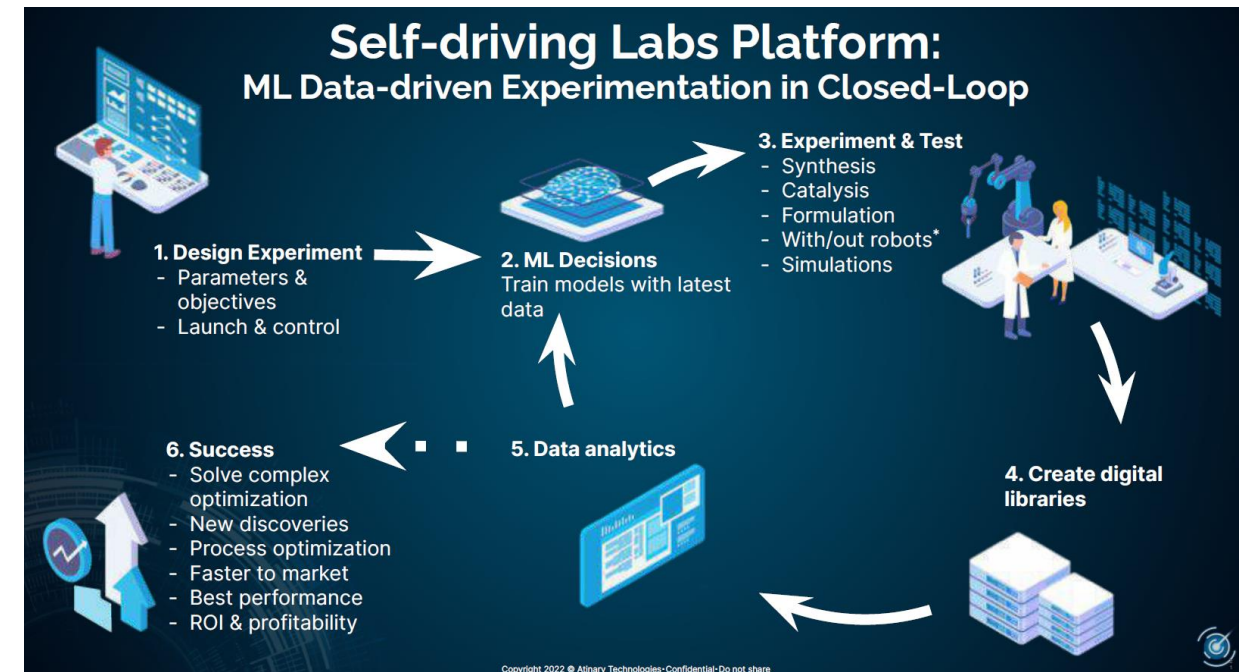 Self-driving Labs Platform:
ML Data-driven Experimentation in Closed-Loop
1. Design Experiment
- Parameters &
objectives
- Launch & control
2. ML Decisions
Train models with latest
data
3. Experiment & Test
- Synthesis
- Catalysis
- Formulation
- With/out robots*
- Simulations
4. Create digital
libraries
5. Data analytics
6. Success
- Solve complex
optimization
- New discoveries
- Process optimization
- Faster to market
- Best performance
- ROI & profitability
Copyright 2022 © Atinary Technologies•Confidential•Do not share